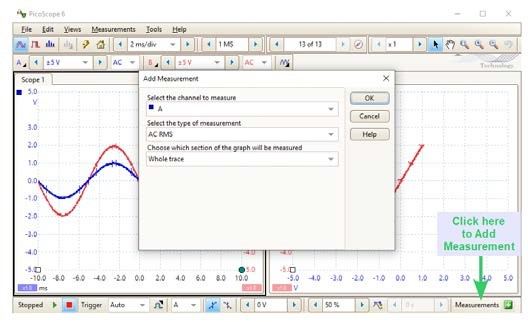 PicoScope 6
File Edit Views Measurements Tools Help
2 ms/div 1 MS 13 of 13 x 1
A ±5 V AC B ±5 V AC
Technology
Scope 1
Add Measurement
Select the channel to measure
A
Select the type of measurement
AC RMS
Choose which section of the graph will be measured
Whole trace
OK
Cancel
Help
5.0
V
3.0
2.0
1.0
0.0
-1.0
-2.0
-3.0
-4.0
-5.0
-4.0
-5.0
-4.0
-5.0
-10.0 -8.0 -6.0 -4.0 -2.0 0.0 2.0 4.0 6.0 8.0 10.0
x1.0 ms
-5.0 -4.0 -3.0 -2.0 -1.0 0.0 1.0 2.0 3.0 4.0 5.0
V
Click here
to Add
Measurement
Stopped Trigger Auto A 0 V 50 % 0 s Measurements